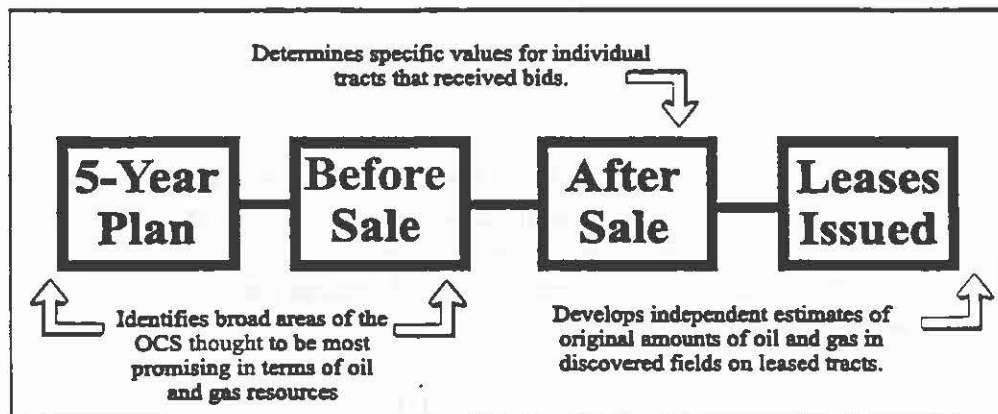 Determines specific values for individual
tracts that received bids.
5-Year
Plan
Before
Sale
After
Sale
Leases
Issued
Identifies broad areas of the
OCS thought to be most
promising in terms of oil
and gas resources
Develops independent estimates of
original amounts of oil and gas in
discovered fields on leased tracts.